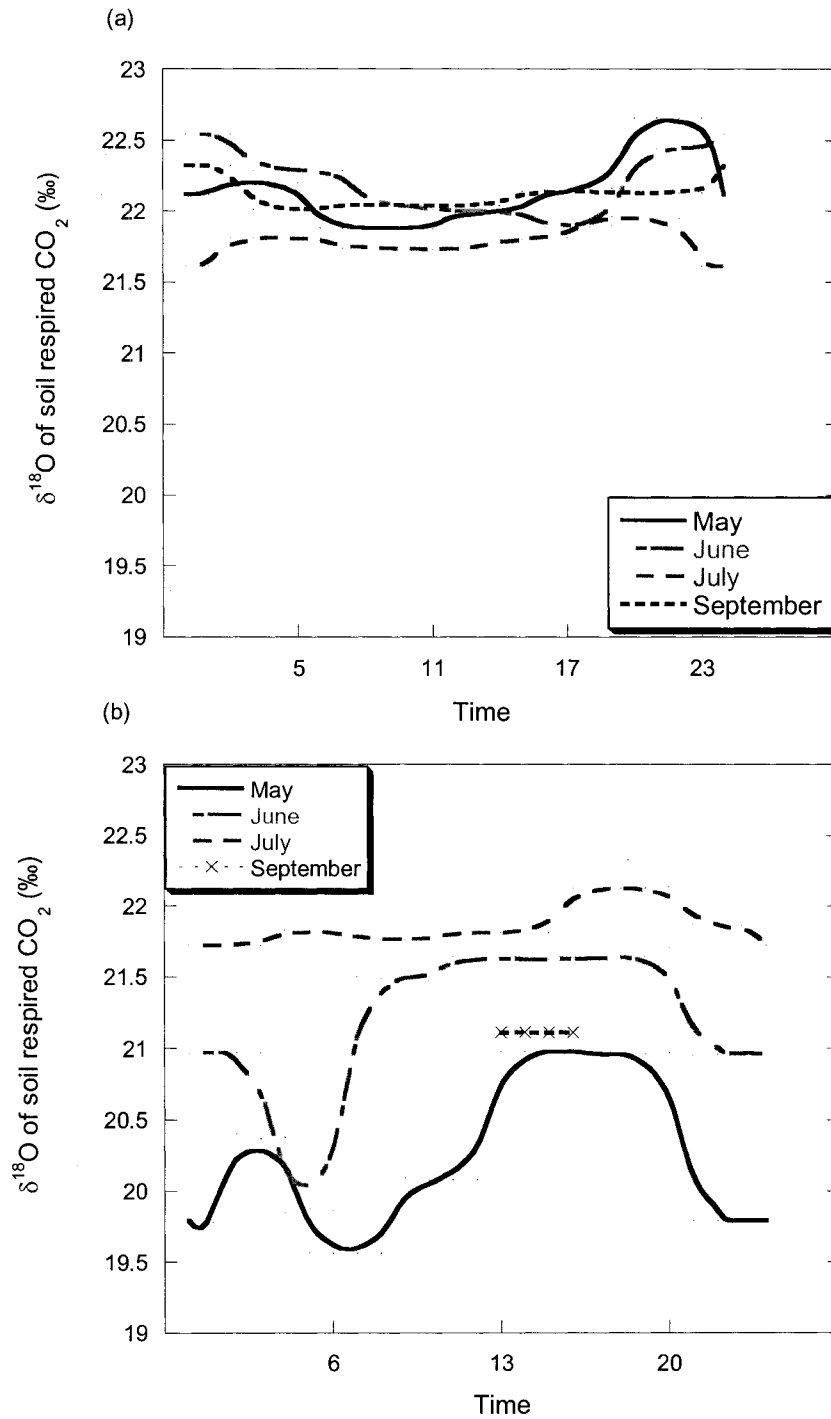 (a)
23
22.5
22
21.5
21
20.5
20
19.5
19
δ¹⁸O of soil respired CO₂ (‰)
May
June
July
September
5 11 17 23
Time
(b)
23
22.5
22
21.5
21
20.5
20
19.5
19
δ¹⁸O of soil respired CO₂ (‰)
May
June
July
September
6 13 20
Time